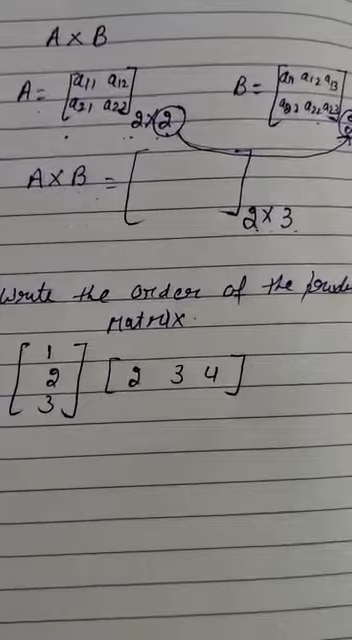 A × B
A = [a11 a12
a21 a22] 2×2
B = [a11 a12 a13
a22 a23]
A × B = [ ] 2×3
Write the order of the
Matrix.
[1
2
3] [2 3 4]